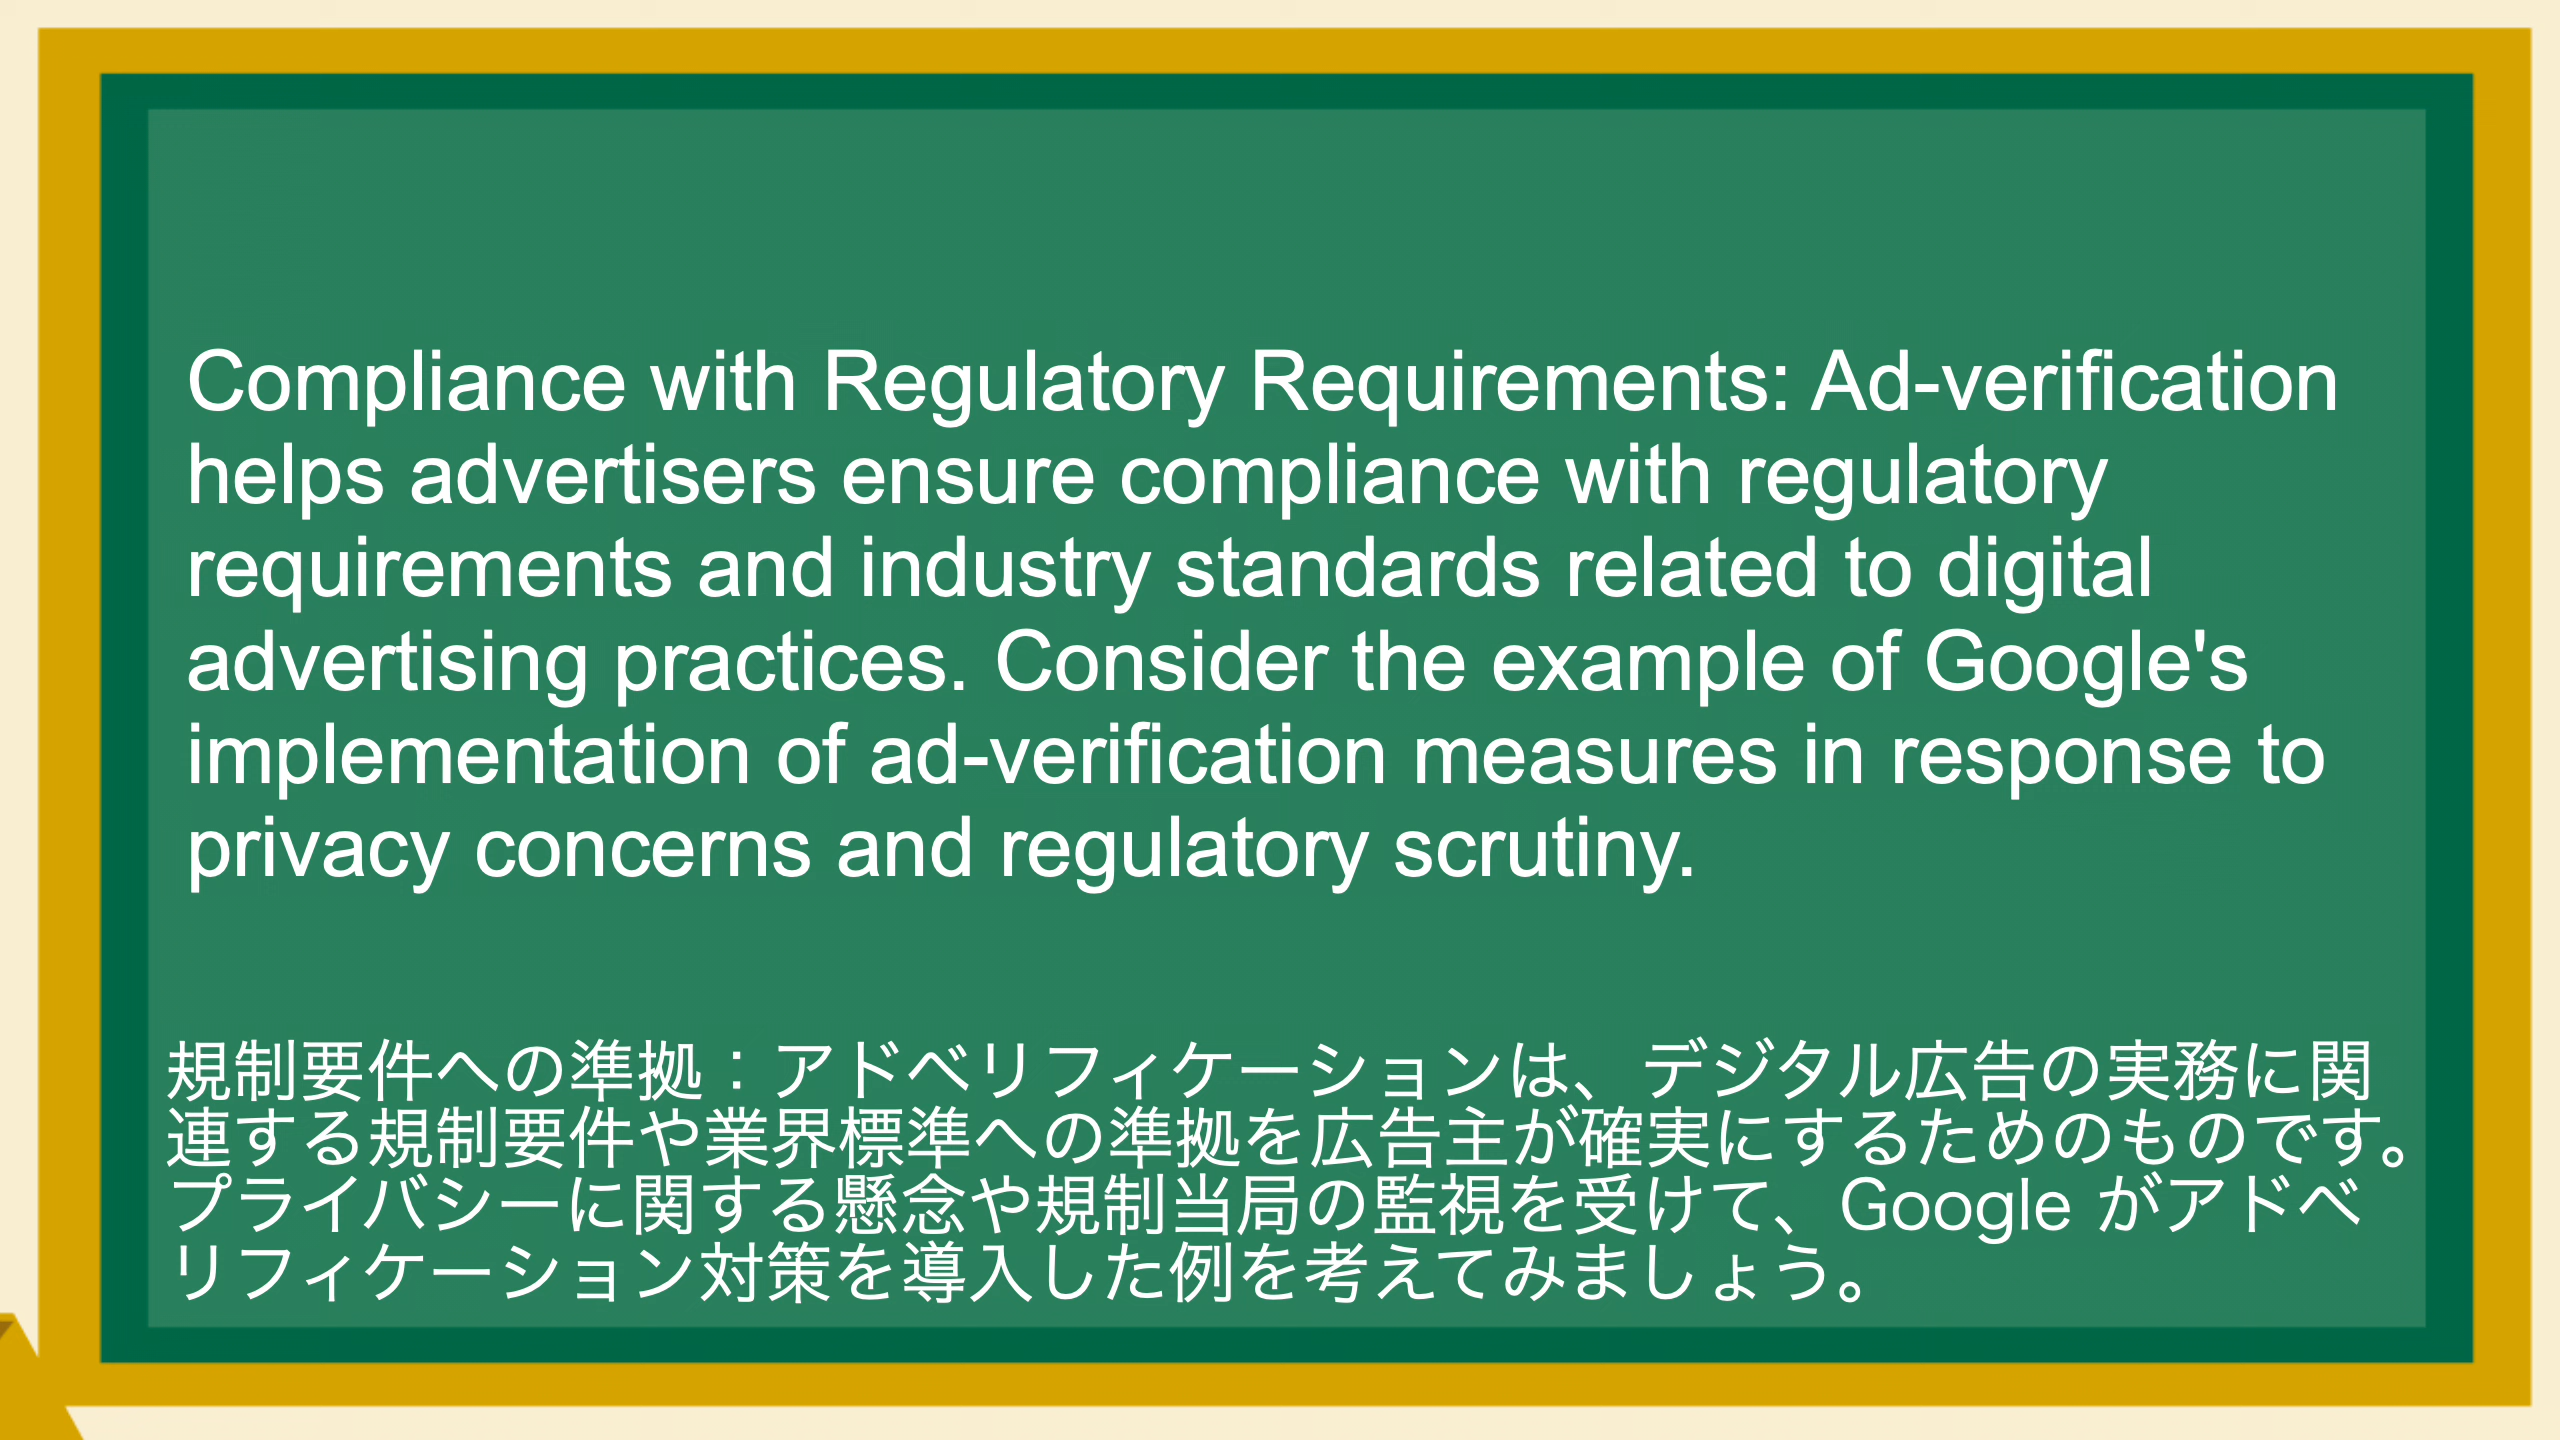 Compliance with Regulatory Requirements: Ad-verification
helps advertisers ensure compliance with regulatory
requirements and industry standards related to digital
advertising practices. Consider the example of Google's
implementation of ad-verification measures in response to
privacy concerns and regulatory scrutiny.
規制要件への準拠：アドベリフィケーションは、デジタル広告の実務に関
連する規制要件や業界標準への準拠を広告主が確実にするためのものです。
プライバシーに関する懸念や規制当局の監視を受けて、Google がアドベ
リフィケーション対策を導入した例を考えてみましょう。